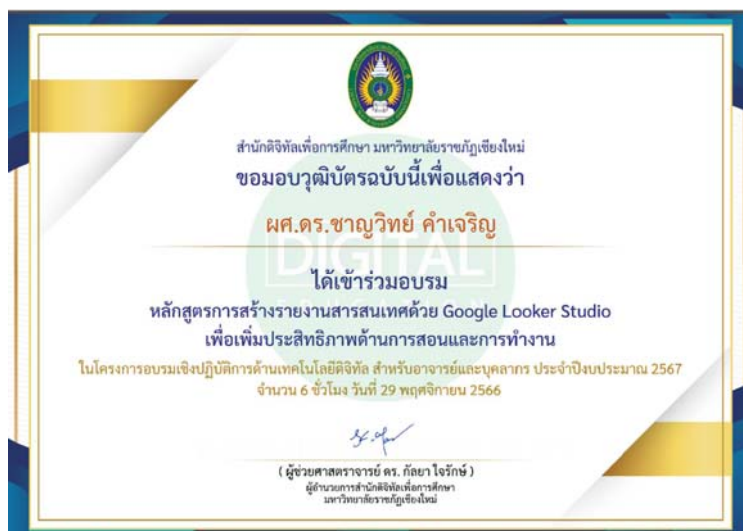 สำนักดิจิทัลเพื่อการศึกษา มหาวิทยาลัยราชภัฏเชียงใหม่
ขอมอบวุฒิบัตรฉบับนี้เพื่อแสดงว่า
ผศ.ดร.ชาญวิทย์ คำเจริญ
DIGITAL
ได้เข้าร่วมอบรม
EDUCATION
หลักสูตรการสร้างรายงานสารสนเทศด้วย Google Looker Studio
เพื่อเพิ่มประสิทธิภาพด้านการสอนและการทำงาน
ในโครงการอบรมเชิงปฏิบัติการด้านเทคโนโลยีดิจิทัล สำหรับอาจารย์และบุคลากร ประจำปีงบประมาณ 2567
จำนวน 6 ชั่วโมง วันที่ 29 พฤศจิกายน 2566
( ผู้ช่วยศาสตราจารย์ ดร. กัลยา ใจรักษ์ )
ผู้อำนวยการสำนักดิจิทัลเพื่อการศึกษา
มหาวิทยาลัยราชภัฏเชียงใหม่